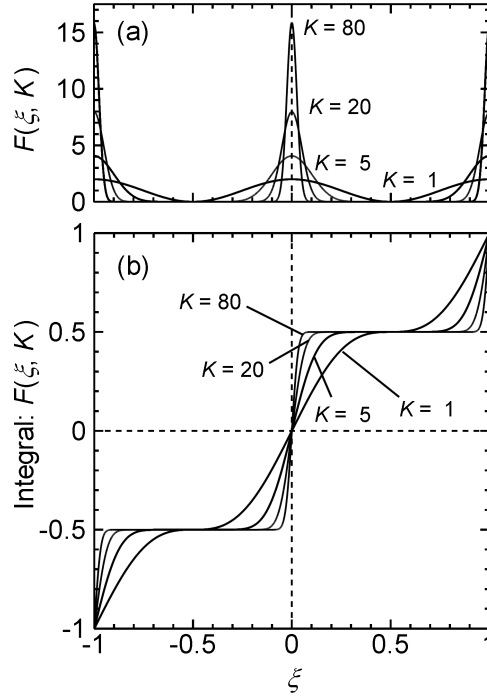 (a)
K = 80
K = 20
K = 5
K = 1
F(ξ, K)
15
10
5
0
(b)
K = 80
K = 20
K = 5
K = 1
Integral: F(ξ, K)
1
0.5
0
-0.5
-1
-1 -0.5 0 0.5 1
ξ